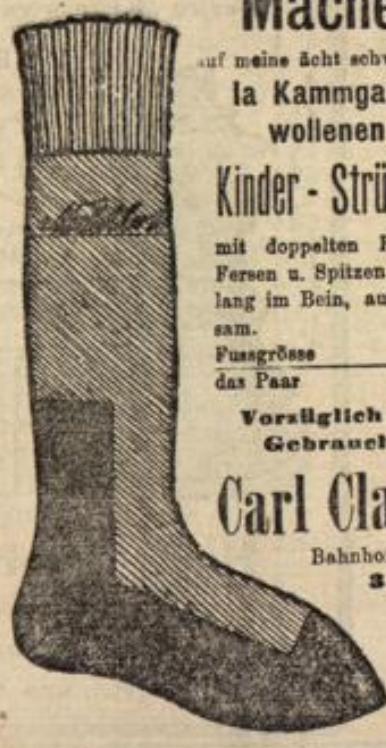 Mache
auf meine ächt schw
Ia Kammga
wollenen
Kinder - Strü
mit doppelten
Fersen u. Spitzen
lang im Bein, au
sam.
Fussgrösse
das Paar
Vorzüglich
Gebrauch
Carl Cla
Bahnho
3